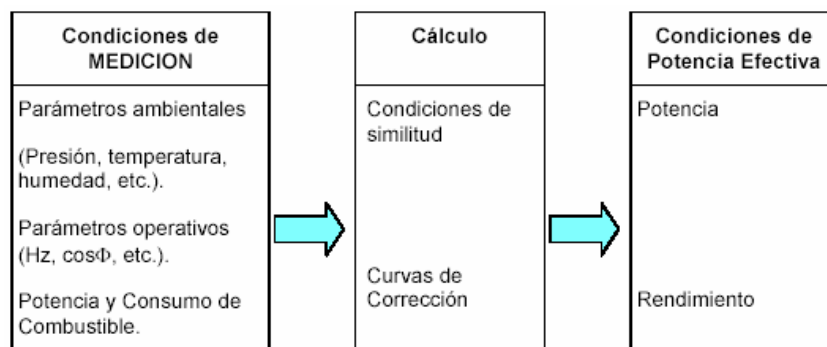 Condiciones de
MEDICION
Parámetros ambientales
(Presión, temperatura,
humedad, etc.).
Parámetros operativos
(Hz, cosΦ, etc.).
Potencia y Consumo de
Combustible.
Cálculo
Condiciones de
similitud
Curvas de
Corrección
Condiciones de
Potencia Efectiva
Potencia
Rendimiento